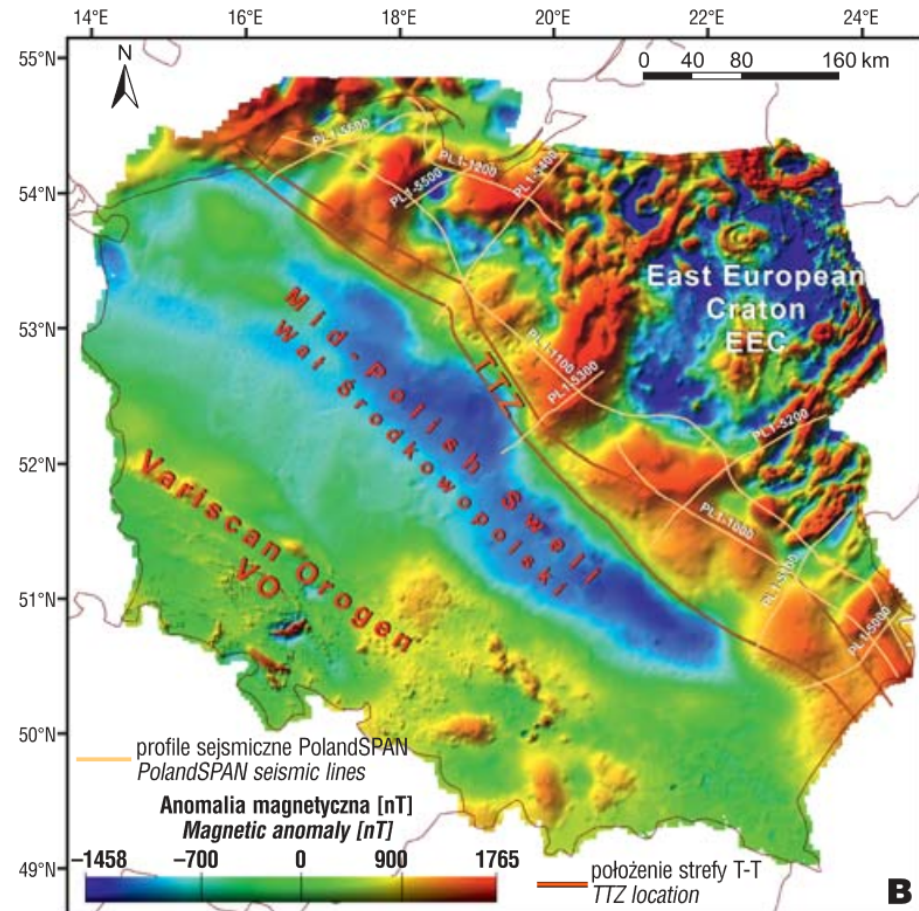 14°E 16°E 18°E 20°E 22°E 24°E
55°N
54°N
53°N
52°N
51°N
50°N
49°N
N
0 40 80 160 km
PL1-5600
PL1-1200
PL1-5500
PL1-5400
East European
Craton
EEC
Mid-Polish Swell
Wał Środkowopolski
TTZ
PL1-1100
PL1-5300
PL1-5200
Variscan Orogen
VO
PL1-1000
PL1-5100
PL1-5000
profile sejsmiczne PolandSPAN
PolandSPAN seismic lines
Anomalia magnetyczna [nT]
Magnetic anomaly [nT]
–1458 –700 0 900 1765
położenie strefy T-T
TTZ location
B